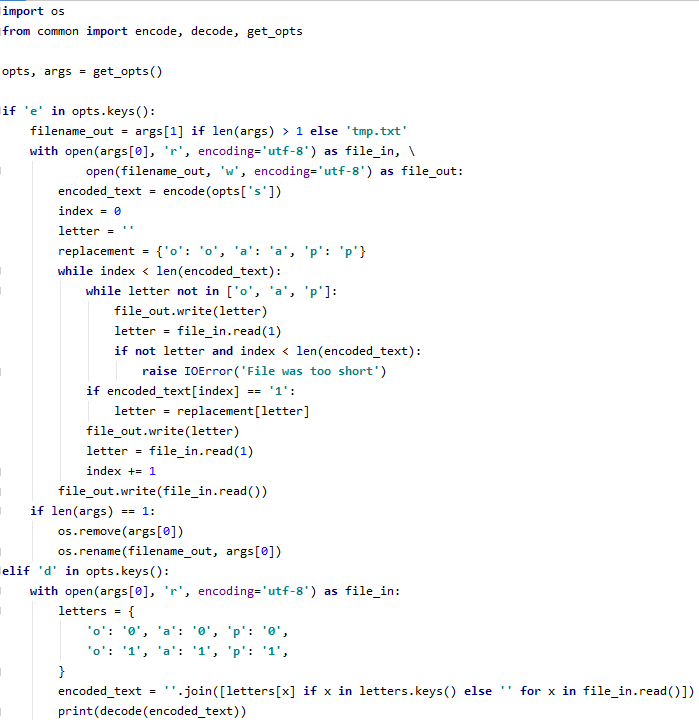 import os
from common import encode, decode, get_opts
opts, args = get_opts()
if 'e' in opts.keys():
    filename_out = args[1] if len(args) > 1 else 'tmp.txt'
    with open(args[0], 'r', encoding='utf-8') as file_in, \
            open(filename_out, 'w', encoding='utf-8') as file_out:
        encoded_text = encode(opts['s'])
        index = 0
        letter = ''
        replacement = {'o': 'о', 'a': 'а', 'p': 'р'}
        while index < len(encoded_text):
            while letter not in ['o', 'a', 'p']:
                file_out.write(letter)
                letter = file_in.read(1)
                if not letter and index < len(encoded_text):
                    raise IOError('File was too short')
            if encoded_text[index] == '1':
                letter = replacement[letter]
            file_out.write(letter)
            letter = file_in.read(1)
            index += 1
        file_out.write(file_in.read())
    if len(args) == 1:
        os.remove(args[0])
        os.rename(filename_out, args[0])
elif 'd' in opts.keys():
    with open(args[0], 'r', encoding='utf-8') as file_in:
        letters = {
            'o': '0', 'a': '0', 'p': '0',
            'о': '1', 'а': '1', 'р': '1',
        }
        encoded_text = ''.join([letters[x] if x in letters.keys() else '' for x in file_in.read()])
        print(decode(encoded_text))